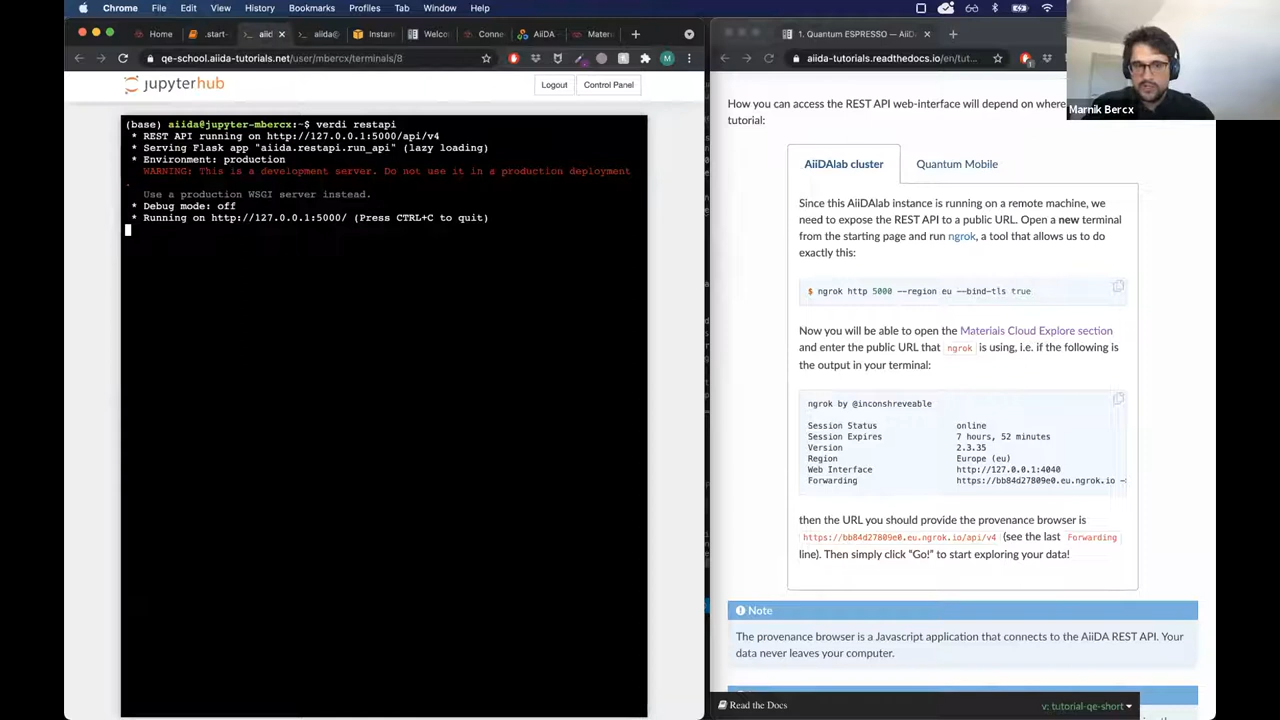 Chrome File Edit View History Bookmarks Profiles Tab Window Help
Home .start- aiid aiida@ Instan Welco Conne AiiDA Mater
qe-school.aiida-tutorials.net/user/mbercx/terminals/8
jupyterhub
Logout Control Panel
(base) aiida@jupyter-mbercx:~$ verdi restapi
* REST API running on http://127.0.0.1:5000/api/v4
* Serving Flask app "aiida.restapi.run_api" (lazy loading)
* Environment: production
WARNING: This is a development server. Do not use it in a production deployment
.
Use a production WSGI server instead.
* Debug mode: off
* Running on http://127.0.0.1:5000/ (Press CTRL+C to quit)
1. Quantum ESPRESSO — AiiD
aiida-tutorials.readthedocs.io/en/tut...
Marnik Bercx
How you can access the REST API web-interface will depend on where
tutorial:
AiiDAlab cluster Quantum Mobile
Since this AiiDAlab instance is running on a remote machine, we
need to expose the REST API to a public URL. Open a new terminal
from the starting page and run ngrok, a tool that allows us to do
exactly this:
$ ngrok http 5000 --region eu --bind-tls true
Now you will be able to open the Materials Cloud Explore section
and enter the public URL that ngrok is using, i.e. if the following is
the output in your terminal:
ngrok by @inconshreveable
Session Status online
Session Expires 7 hours, 52 minutes
Version 2.3.35
Region Europe (eu)
Web Interface http://127.0.0.1:4040
Forwarding https://bb84d27809e0.eu.ngrok.io -
then the URL you should provide the provenance browser is
https://bb84d27809e0.eu.ngrok.io/api/v4 (see the last Forwarding
line). Then simply click “Go!” to start exploring your data!
Note
The provenance browser is a Javascript application that connects to the AiiDA REST API. Your
data never leaves your computer.
Read the Docs v: tutorial-qe-short